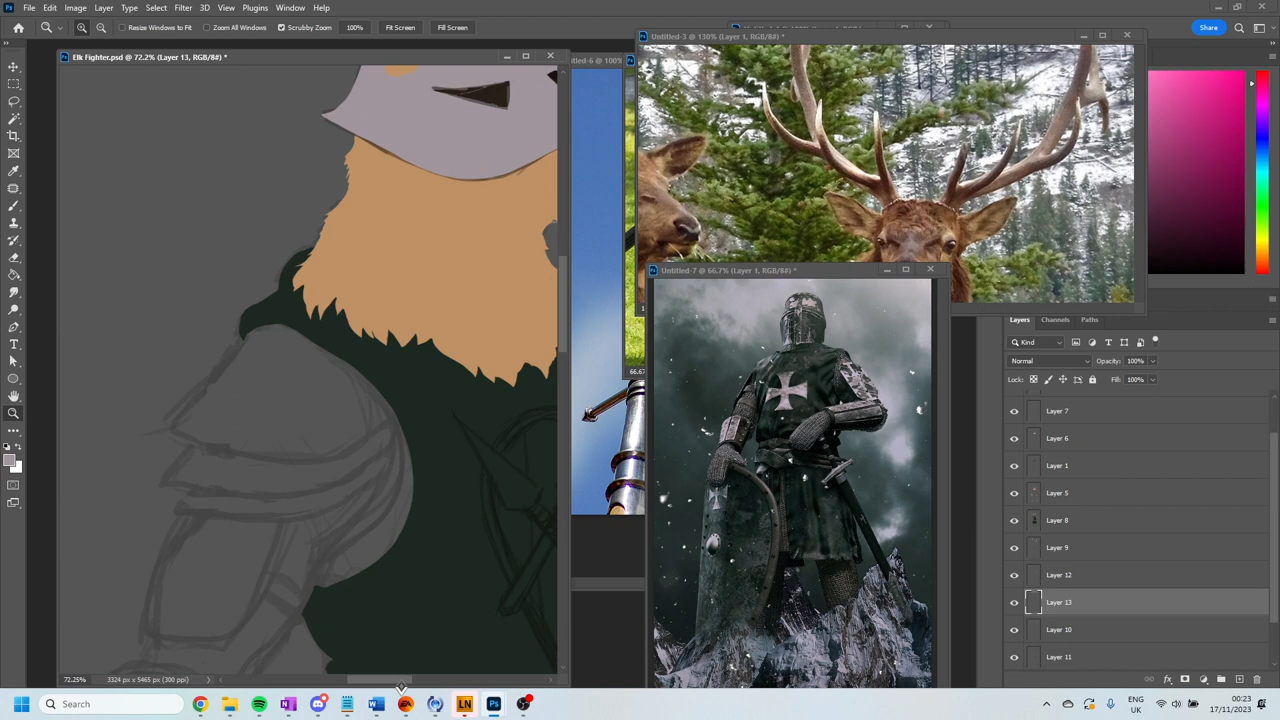 File Edit Image Layer Type Select Filter 3D View Plugins Window Help
Resize Windows to Fit Zoom All Windows Scrubby Zoom 100% Fit Screen Fill Screen Share
Untitled-3 @ 130% (Layer 1, RGB/8#) *
Elk Fighter.psd @ 72.2% (Layer 13, RGB/8#) *
Untitled-7 @ 66.7% (Layer 1, RGB/8#) *
Layers Channels Paths
Kind
Normal Opacity: 100%
Lock: Fill: 100%
Layer 7
Layer 6
Layer 1
Layer 5
Layer 8
Layer 9
Layer 12
Layer 13
Layer 10
Layer 11
72.25% 3324 px x 5465 px (300 ppi)
Search
ENG
UK
00:23
17/11/2023